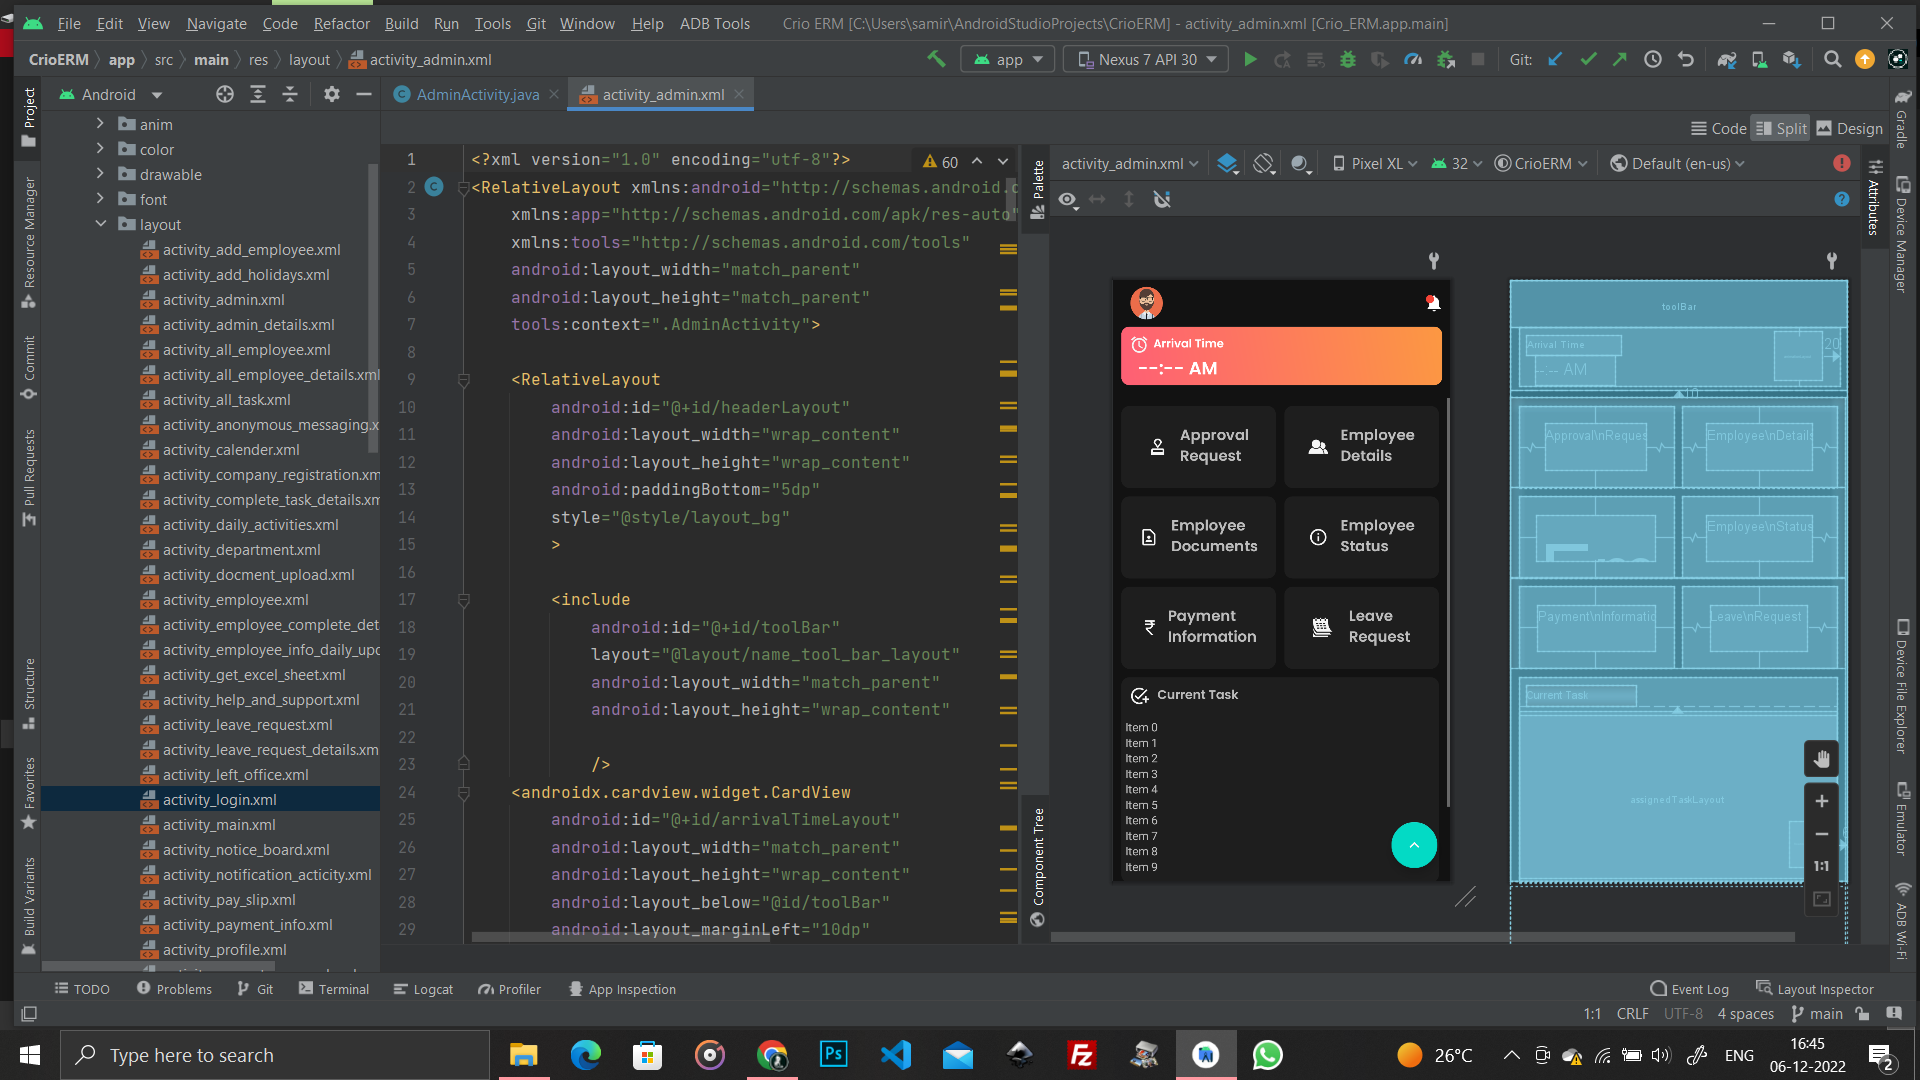 File Edit View Navigate Code Refactor Build Run Tools Git Window Help ADB Tools Crio ERM [C:\Users\samir\AndroidStudioProjects\CrioERM] - activity_admin.xml [Crio_ERM.app.main]
CrioERM app src main res layout activity_admin.xml
app Nexus 7 API 30 Git:
Android
AdminActivity.java activity_admin.xml
Code Split Design
Project
Resource Manager
Commit
Pull Requests
Structure
Favorites
Build Variants
anim
color
drawable
font
layout
activity_add_employee.xml
activity_add_holidays.xml
activity_admin.xml
activity_admin_details.xml
activity_all_employee.xml
activity_all_employee_details.xml
activity_all_task.xml
activity_anonymous_messaging.x
activity_calender.xml
activity_company_registration.xm
activity_complete_task_details.xm
activity_daily_activities.xml
activity_department.xml
activity_docment_upload.xml
activity_employee.xml
activity_employee_complete_det
activity_employee_info_daily_upd
activity_get_excel_sheet.xml
activity_help_and_support.xml
activity_leave_request.xml
activity_leave_request_details.xm
activity_left_office.xml
activity_login.xml
activity_main.xml
activity_notice_board.xml
activity_notification_acticity.xml
activity_pay_slip.xml
activity_payment_info.xml
activity_profile.xml
60
1 <?xml version="1.0" encoding="utf-8"?>
2 <RelativeLayout xmlns:android="http://schemas.android.c
3 xmlns:app="http://schemas.android.com/apk/res-auto"
4 xmlns:tools="http://schemas.android.com/tools"
5 android:layout_width="match_parent"
6 android:layout_height="match_parent"
7 tools:context=".AdminActivity">
8
9 <RelativeLayout
10 android:id="@+id/headerLayout"
11 android:layout_width="wrap_content"
12 android:layout_height="wrap_content"
13 android:paddingBottom="5dp"
14 style="@style/layout_bg"
15 >
16
17 <include
18 android:id="@+id/toolBar"
19 layout="@layout/name_tool_bar_layout"
20 android:layout_width="match_parent"
21 android:layout_height="wrap_content"
22
23 />
24 <androidx.cardview.widget.CardView
25 android:id="@+id/arrivalTimeLayout"
26 android:layout_width="match_parent"
27 android:layout_height="wrap_content"
28 android:layout_below="@id/toolBar"
29 android:layout_marginLeft="10dp"
Palette
Component Tree
activity_admin.xml Pixel XL 32 CrioERM Default (en-us)
Arrival Time
--:-- AM
Approval
Request
Employee
Details
Employee
Documents
Employee
Status
Payment
Information
Leave
Request
Current Task
Item 0
Item 1
Item 2
Item 3
Item 4
Item 5
Item 6
Item 7
Item 8
Item 9
toolBar
Arrival Time
20
--:-- AM
10
Approval\nReques
Employee\nDetails
Employee\nStatus
Payment\nInformatio
Leave\nRequest
Current Task
assignedTaskLayout
1:1
Attributes
Gradle
Device Manager
Device File Explorer
Emulator
ADB Wi-Fi
TODO Problems Git Terminal Logcat Profiler App Inspection Event Log Layout Inspector
1:1 CRLF UTF-8 4 spaces main
Type here to search
Ps
Fz
26°C
ENG
16:45
06-12-2022
2